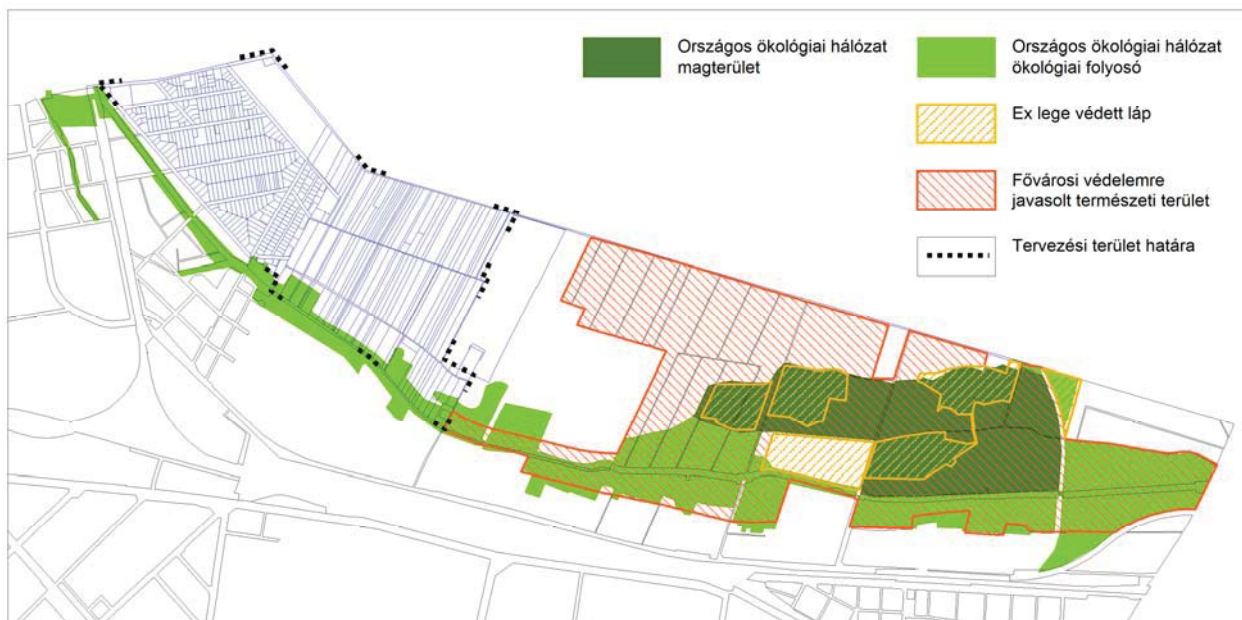 Országos ökológiai hálózat
magterület
Országos ökológiai hálózat
ökológiai folyosó
Ex lege védett láp
Fővárosi védelemre
javasolt természeti terület
Tervezési terület határa